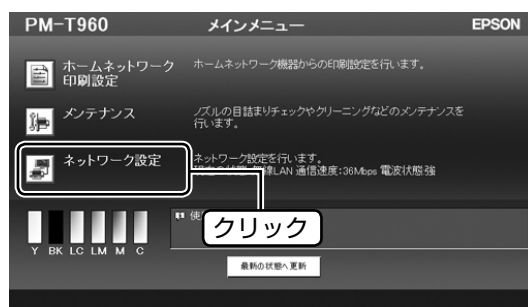 PM-T960 メインメニュー EPSON
ホームネットワーク
印刷設定
ホームネットワーク機器からの印刷設定を行います。
メンテナンス
ノズルの目詰まりチェックやクリーニングなどのメンテナンスを
行います。
ネットワーク設定
ネットワーク設定を行います。
無線LAN 通信速度:36Mbps 電波状態:強
使
クリック
Y BK LC LM M C
最新の状態へ更新